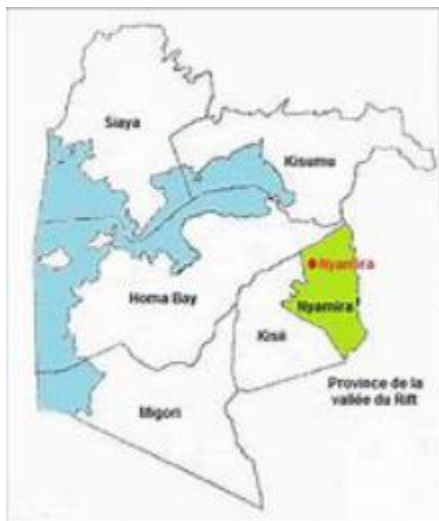 Siaya
Kisumu
Nyamira
Homa Bay
Nyamira
Kisii
Province de la
vallée du Rift
Migori